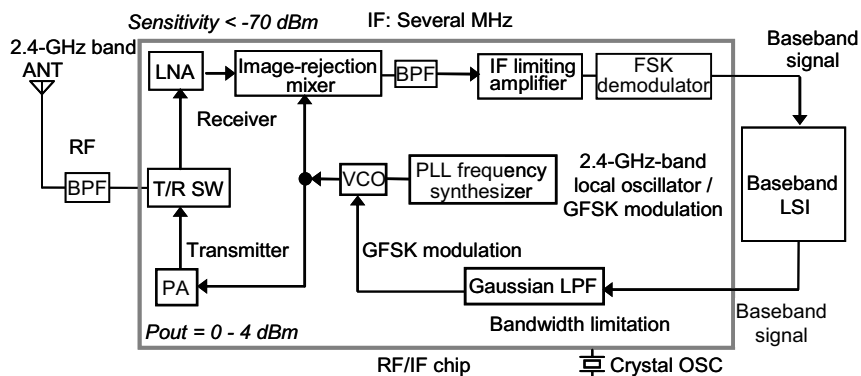 Sensitivity < -70 dBm
IF: Several MHz
2.4-GHz band
ANT
LNA
Image-rejection
mixer
BPF
IF limiting
amplifier
FSK
demodulator
Baseband
signal
Receiver
RF
BPF
T/R SW
VCO
PLL frequency
synthesizer
2.4-GHz-band
local oscillator /
GFSK modulation
Baseband
LSI
Transmitter
GFSK modulation
PA
Gaussian LPF
Pout = 0 - 4 dBm
Bandwidth limitation
Baseband
signal
RF/IF chip
Crystal OSC